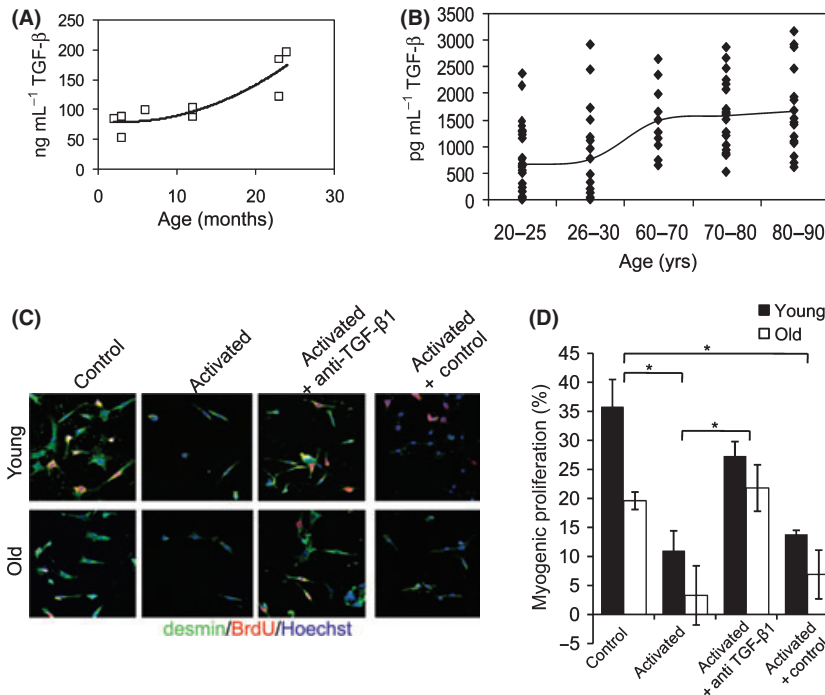 (A)
ng mL⁻¹ TGF-β
250
200
150
100
50
0
0 10 20 30
Age (months)
(B)
pg mL⁻¹ TGF-β
3500
3000
2500
2000
1500
1000
500
0
20–25 26–30 60–70 70–80 80–90
Age (yrs)
(C)
Control
Activated
Activated
+ anti-TGF-β1
Activated
+ control
Young
Old
desmin/BrdU/Hoechst
(D)
Young
Old
Myogenic proliferation (%)
45
40
35
30
25
20
15
10
5
0
–5
*
*
*
Control
Activated
Activated
+ anti TGF-β1
Activated
+ control